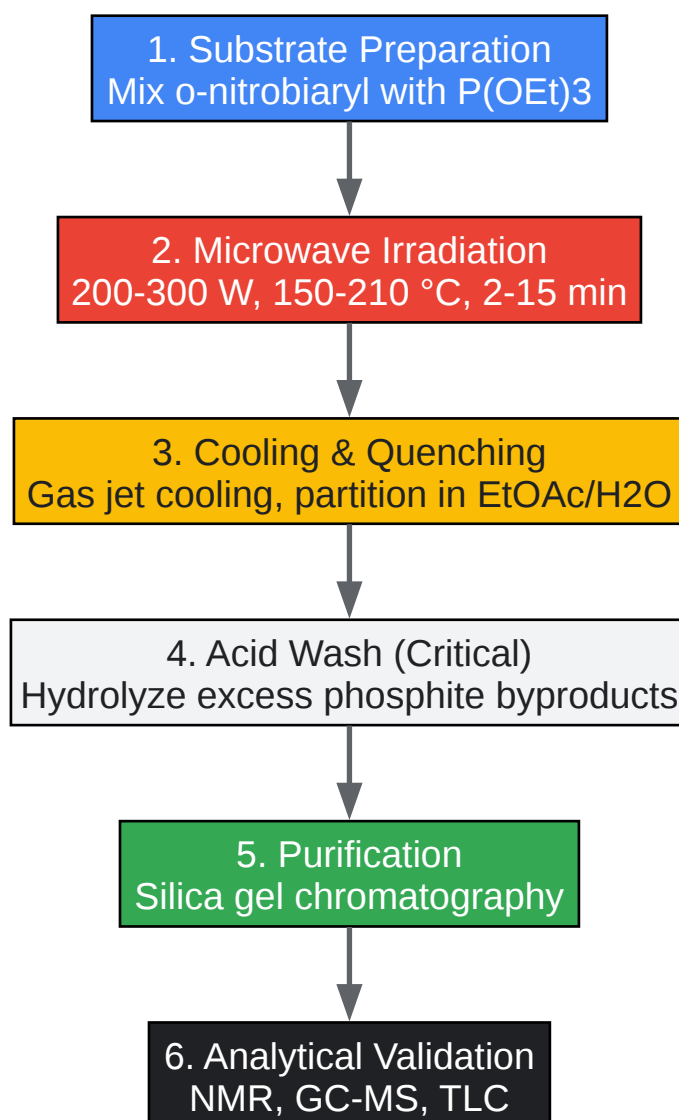 1. Substrate Preparation
Mix o-nitrobiaryl with P(OEt)3
2. Microwave Irradiation
200-300 W, 150-210 °C, 2-15 min
3. Cooling & Quenching
Gas jet cooling, partition in EtOAc/H2O
4. Acid Wash (Critical)
Hydrolyze excess phosphite byproducts
5. Purification
Silica gel chromatography
6. Analytical Validation
NMR, GC-MS, TLC